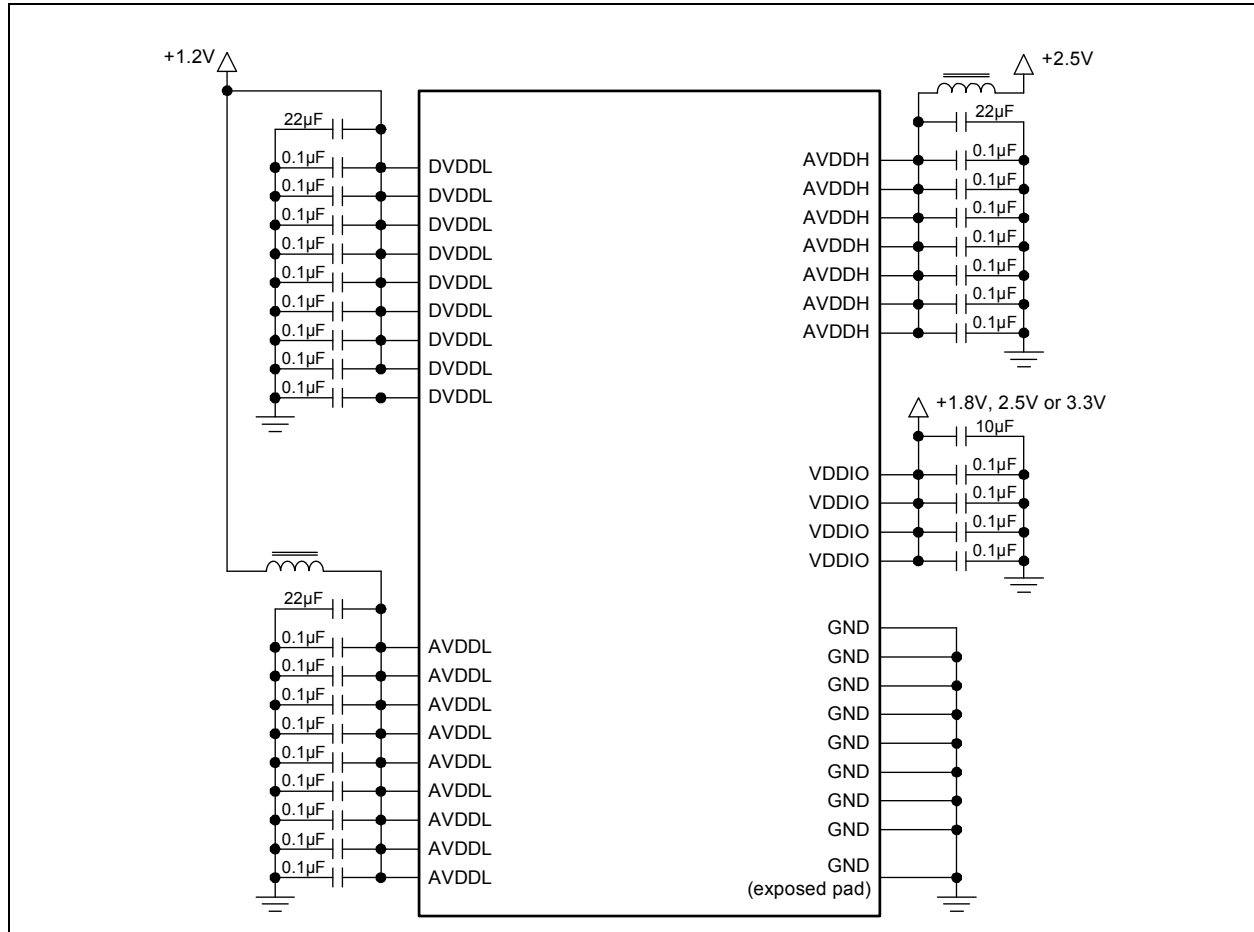 +1.2V
22µF
0.1µF
DVDDL
0.1µF
DVDDL
0.1µF
DVDDL
0.1µF
DVDDL
0.1µF
DVDDL
0.1µF
DVDDL
0.1µF
DVDDL
0.1µF
DVDDL
0.1µF
DVDDL
22µF
0.1µF
AVDDL
0.1µF
AVDDL
0.1µF
AVDDL
0.1µF
AVDDL
0.1µF
AVDDL
0.1µF
AVDDL
0.1µF
AVDDL
0.1µF
AVDDL
0.1µF
AVDDL
+2.5V
22µF
AVDDH
0.1µF
AVDDH
0.1µF
AVDDH
0.1µF
AVDDH
0.1µF
AVDDH
0.1µF
AVDDH
0.1µF
AVDDH
0.1µF
+1.8V, 2.5V or 3.3V
10µF
VDDIO
0.1µF
VDDIO
0.1µF
VDDIO
0.1µF
VDDIO
0.1µF
GND
GND
GND
GND
GND
GND
GND
GND
GND
(exposed pad)